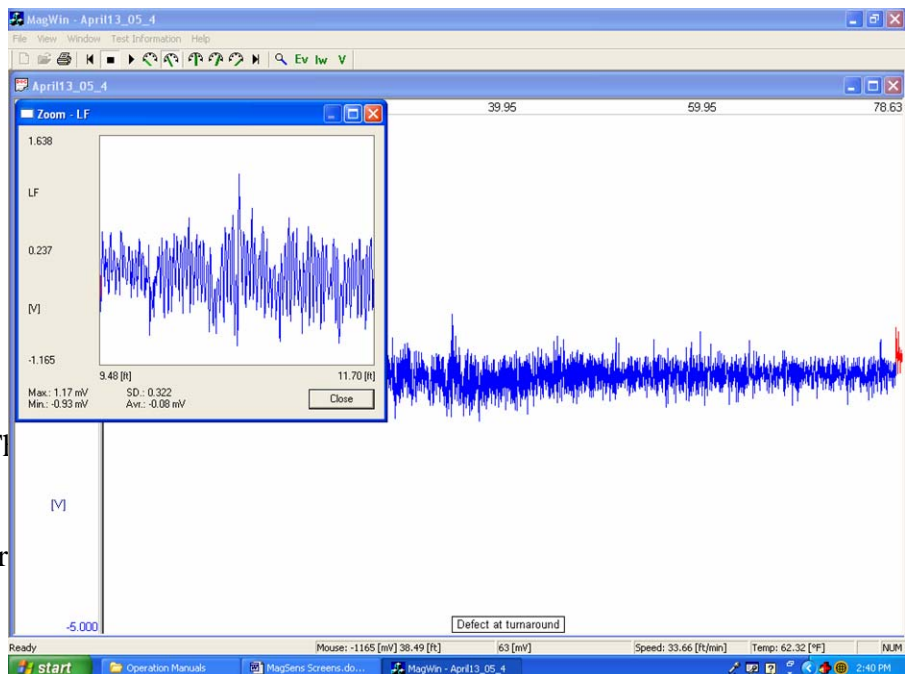 MagWin - April13_05_4
File View Window Test Information Help
Ev Iw V
April13_05_4
39.95 59.95 78.63
Zoom - LF
1.638
LF
0.237
[V]
-1.165
9.48 [ft] 11.70 [ft]
Max.: 1.17 mV SD.: 0.322
Min.: -0.93 mV Avr.: -0.08 mV
Close
[V]
-5.000
Defect at turnaround
Ready Mouse: -1165 [mV] 38.49 [ft] 63 [mV] Speed: 33.66 [ft/min] Temp: 62.32 [°F] NUM
start Operation Manuals MagSens Screens.do... MagWin - April13_05_4 2:40 PM